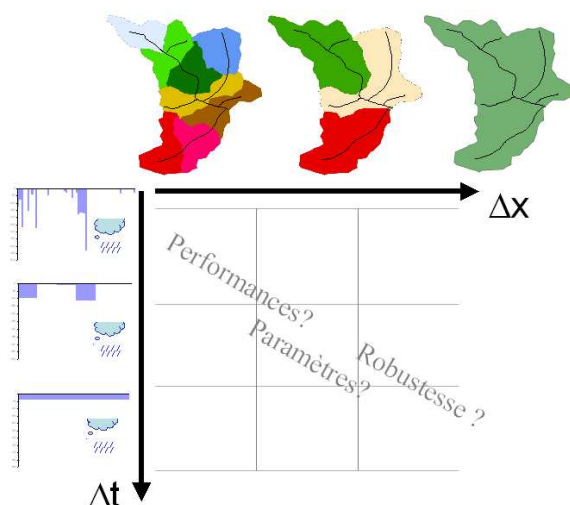 Δx
Performances?
Paramètres?
Robustesse ?
Δt